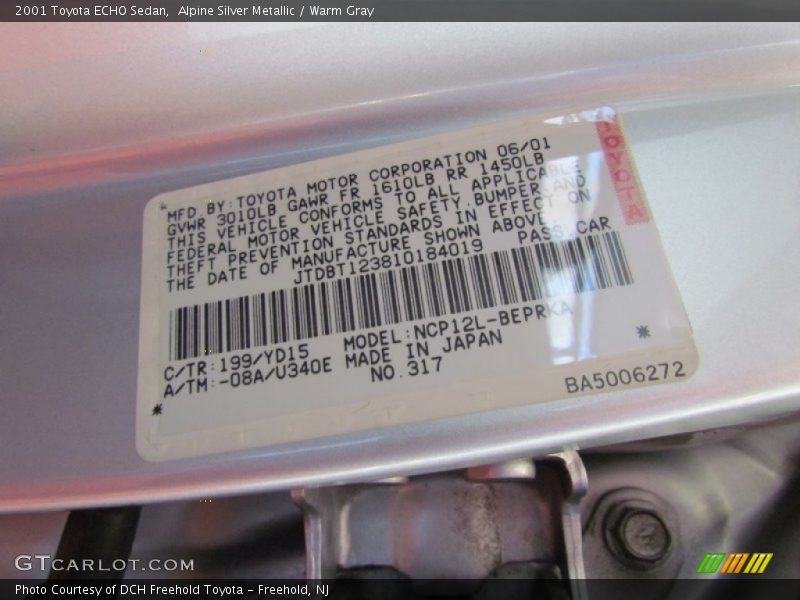 2001 Toyota ECHO Sedan,  Alpine Silver Metallic / Warm Gray
TOYOTA
MFD BY:TOYOTA MOTOR CORPORATION 06/01
GVWR 3010LB GAWR FR 1610LB RR 1450LB
THIS VEHICLE CONFORMS TO ALL APPLICABLE
FEDERAL MOTOR VEHICLE SAFETY,BUMPER,AND
THEFT PREVENTION STANDARDS IN EFFECT ON
THE DATE OF MANUFACTURE SHOWN ABOVE.
JTDBT123810184019 PASS.CAR
C/TR:199/YD15 MODEL:NCP12L-BEPRKA
A/TM:-08A/U340E MADE IN JAPAN
NO.317
BA5006272
GTCARLOT.COM
Photo Courtesy of DCH Freehold Toyota - Freehold, NJ